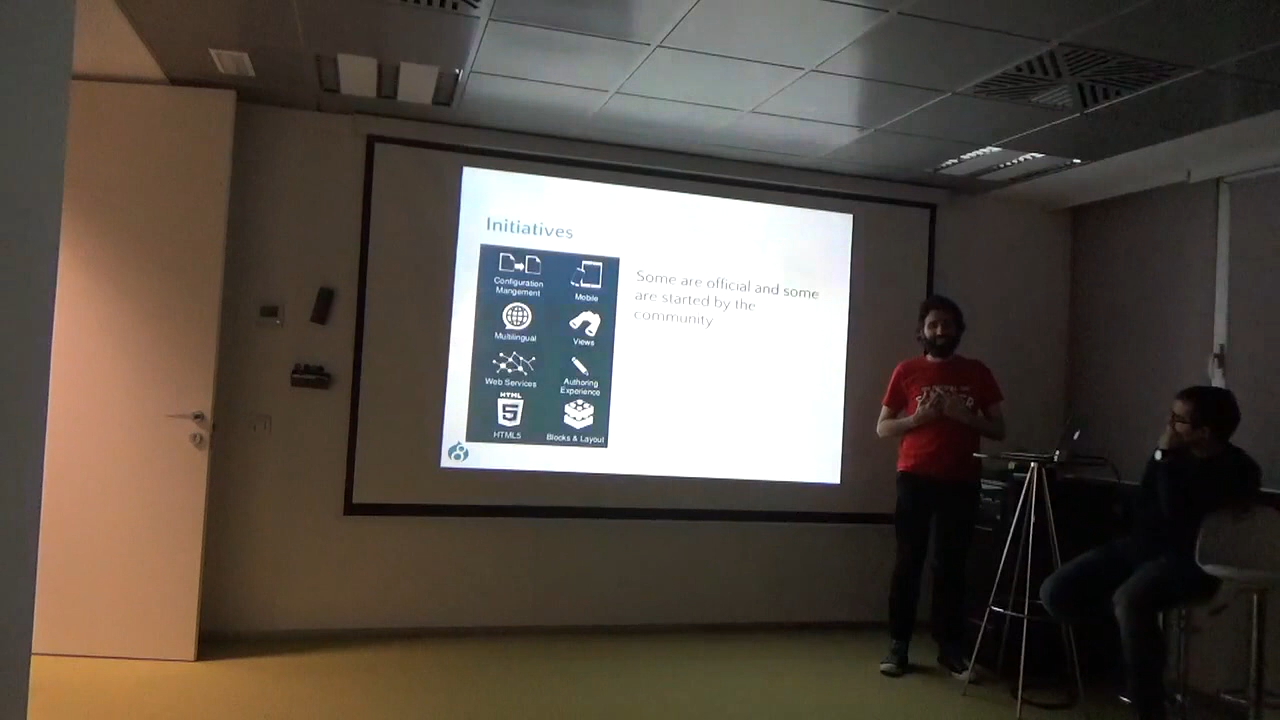 Initiatives
Configuration
Mangement
Mobile
Multilingual
Views
Web Services
Authoring
Experience
HTML
5
HTML5
Blocks & Layout
Some are official and some
are started by the
community